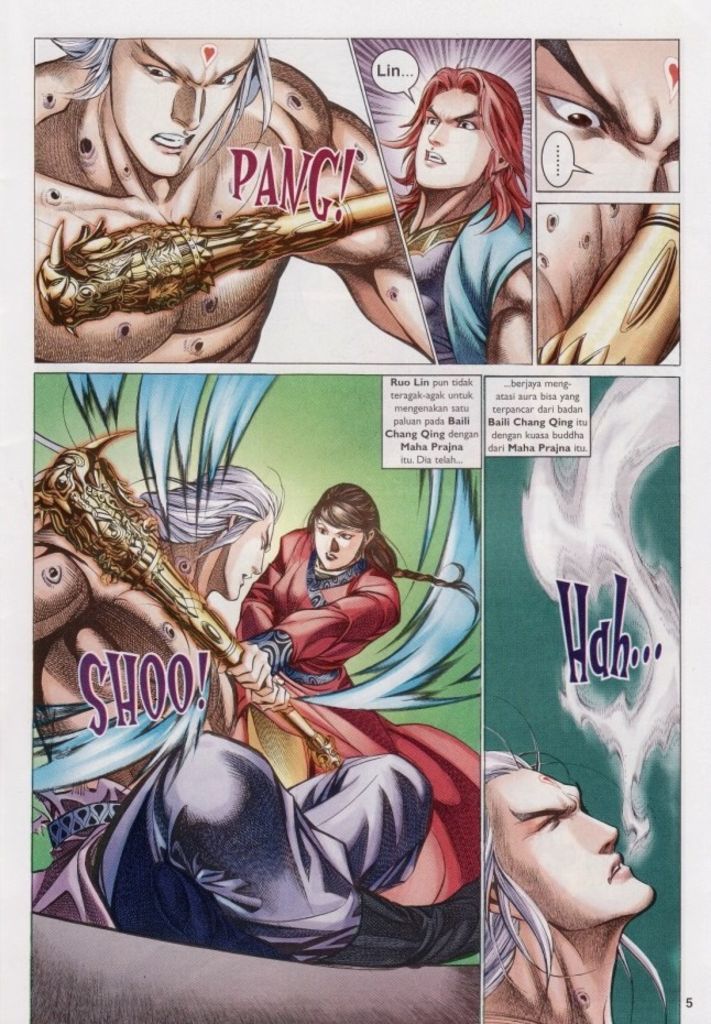 PANG!
Lin...
......
Ruo Lin pun tidak
teragak-agak untuk
mengenakan satu
paluan pada Baili
Chang Qing dengan
Maha Prajna
itu. Dia telah...
...berjaya meng-
atasi aura bisa yang
terpancar dari badan
Baili Chang Qing itu
dengan kuasa buddha
dari Maha Prajna itu.
SHOO!
Hah...
5